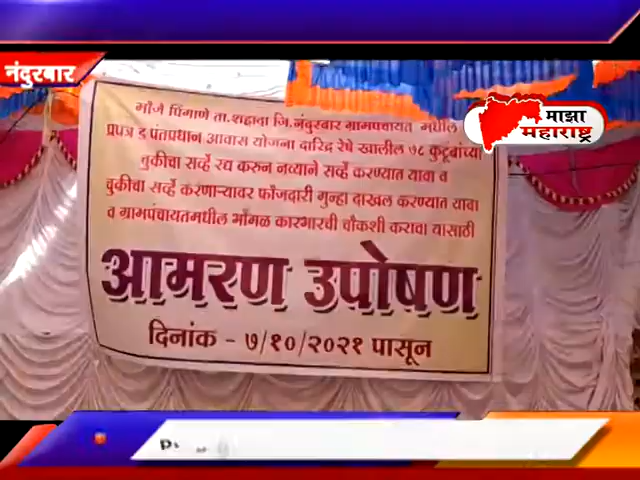 नंदुरबार
माझा
महाराष्ट्र
मौजे पिंगाणे ता.शहादा जि.नंदुरबार ग्रामपंचायत मधील
प्रपत्र ड पंतप्रधान आवास योजना दारिद्र रेषे खालील ७८ कुटूबांच्या
चुकीचा सर्व्हे रद्य करुन नव्याने सर्व्हे करण्यात यावा व
चुकीचा सर्व्हे करणाऱ्यावर फौजदारी गुन्हा दाखल करण्यात यावा
व ग्रामपंचायतमधील भोंगळ कारभारची चौकशी करावा यासाठी
आमरण उपोषण
दिनांक - ७/१०/२०२१ पासून